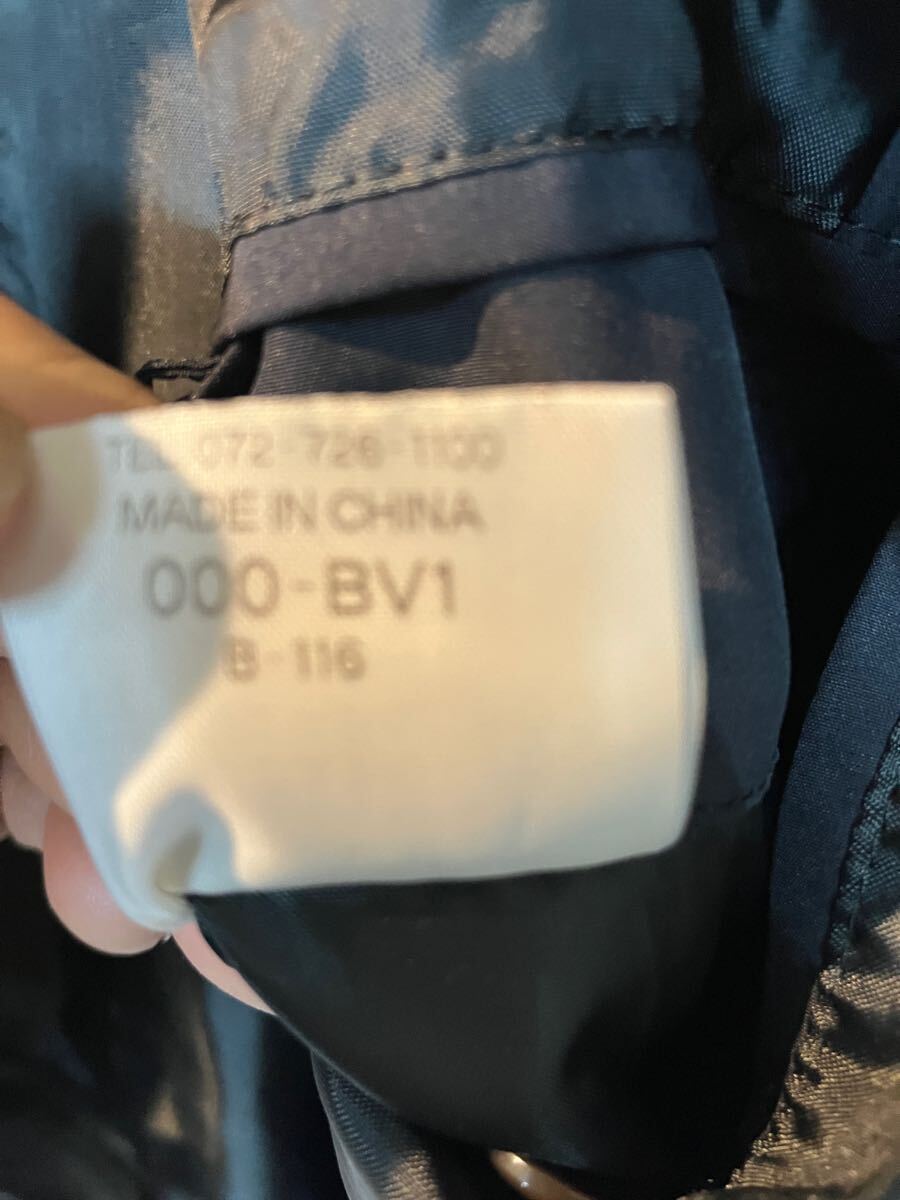 TEL 072-726-1100
MADE IN CHINA
000-BV1
B-116